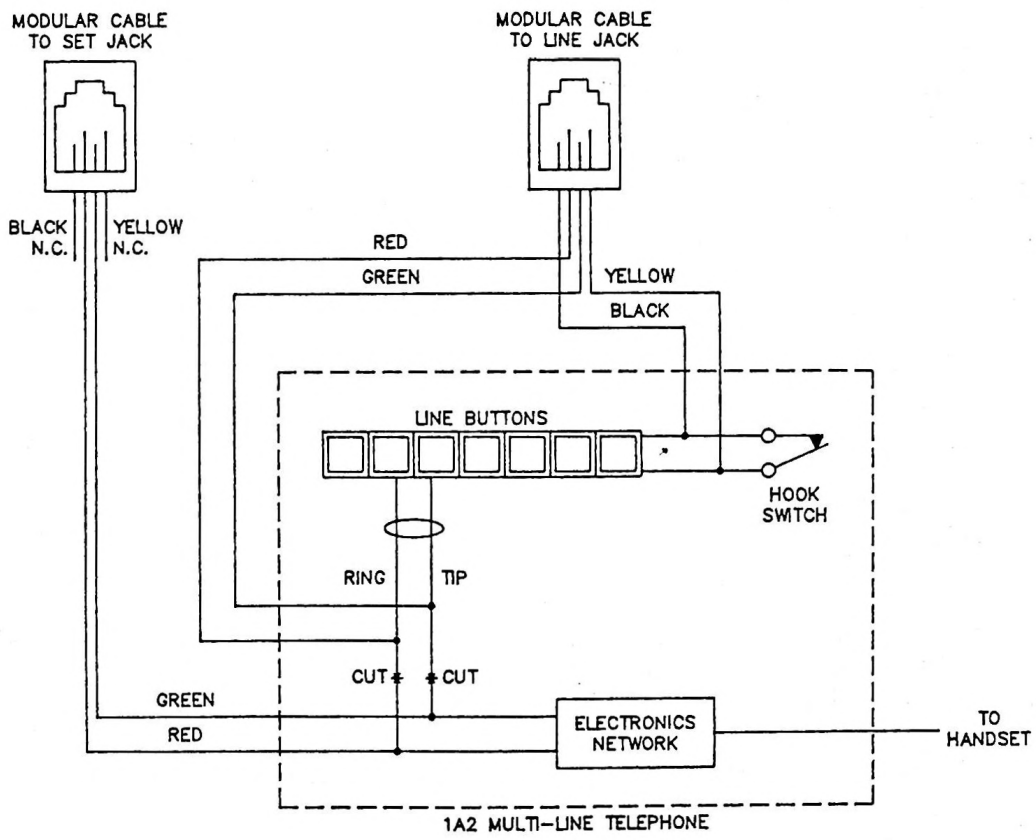 MODULAR CABLE
TO SET JACK
MODULAR CABLE
TO LINE JACK
BLACK
N.C.
YELLOW
N.C.
RED
GREEN
YELLOW
BLACK
LINE BUTTONS
HOOK
SWITCH
RING
TIP
CUT
CUT
GREEN
RED
ELECTRONICS
NETWORK
TO
HANDSET
1A2 MULTI-LINE TELEPHONE